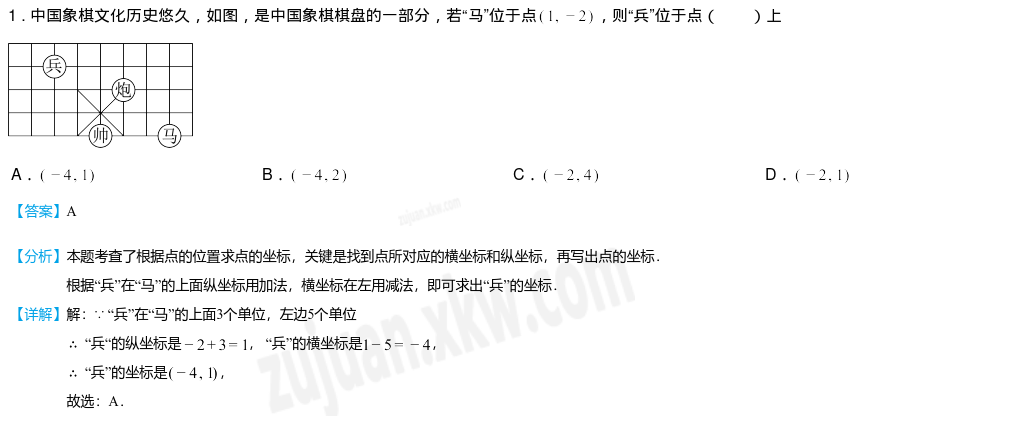 1．中国象棋文化历史悠久，如图，是中国象棋棋盘的一部分，若“马”位于点(1,－2)，则“兵”位于点（　　）上
兵
炮
帅
马
A．(－4,1)
B．(－4,2)
C．(－2,4)
D．(－2,1)
【答案】A
【分析】本题考查了根据点的位置求点的坐标，关键是找到点所对应的横坐标和纵坐标，再写出点的坐标．
根据“兵”在“马”的上面纵坐标用加法，横坐标在左用减法，即可求出“兵”的坐标．
【详解】解：∵“兵”在“马”的上面3个单位，左边5个单位
∴ “兵“的纵坐标是－2＋3＝1， “兵”的横坐标是1－5＝－4，
∴ “兵”的坐标是(－4,1)，
故选：A．
zujuan.xkw.com
zujuan.xkw.com